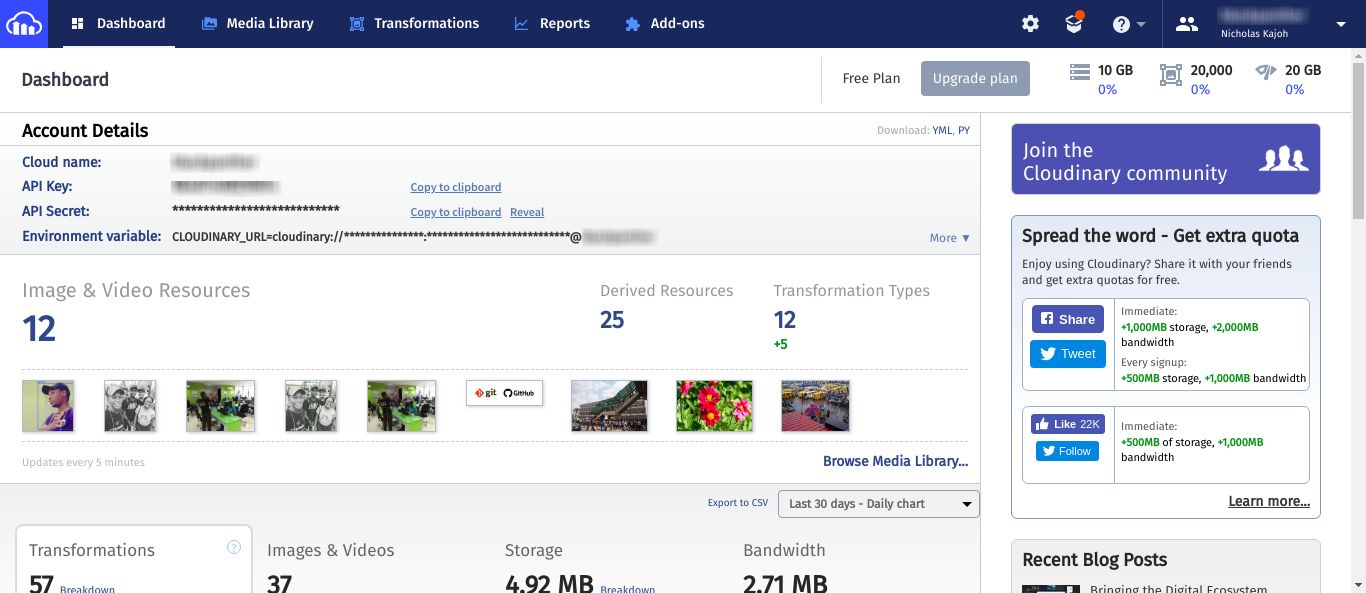 Dashboard
Media Library
Transformations
Reports
Add-ons
Nicholas Kajoh
Dashboard
Free Plan
Upgrade plan
10 GB
0%
20,000
0%
20 GB
0%
Account Details
Download: YML, PY
Cloud name:
API Key:
Copy to clipboard
API Secret: ***************************
Copy to clipboard Reveal
Environment variable: CLOUDINARY_URL=cloudinary://***************:***************************@
More ▼
Image & Video Resources
12
Derived Resources
25
Transformation Types
12
+5
git GitHub
Updates every 5 minutes
Browse Media Library...
Export to CSV
Last 30 days - Daily chart
Transformations
?
57 Breakdown
Images & Videos
37
Storage
4.92 MB Breakdown
Bandwidth
2.71 MB
Join the
Cloudinary community
Spread the word - Get extra quota
Enjoy using Cloudinary? Share it with your friends
and get extra quotas for free.
Share
Tweet
Immediate:
+1,000MB storage, +2,000MB
bandwidth
Every signup:
+500MB storage, +1,000MB bandwidth
Like 22K
Follow
Immediate:
+500MB of storage, +1,000MB
bandwidth
Learn more...
Recent Blog Posts
Bringing the Digital Ecosystem